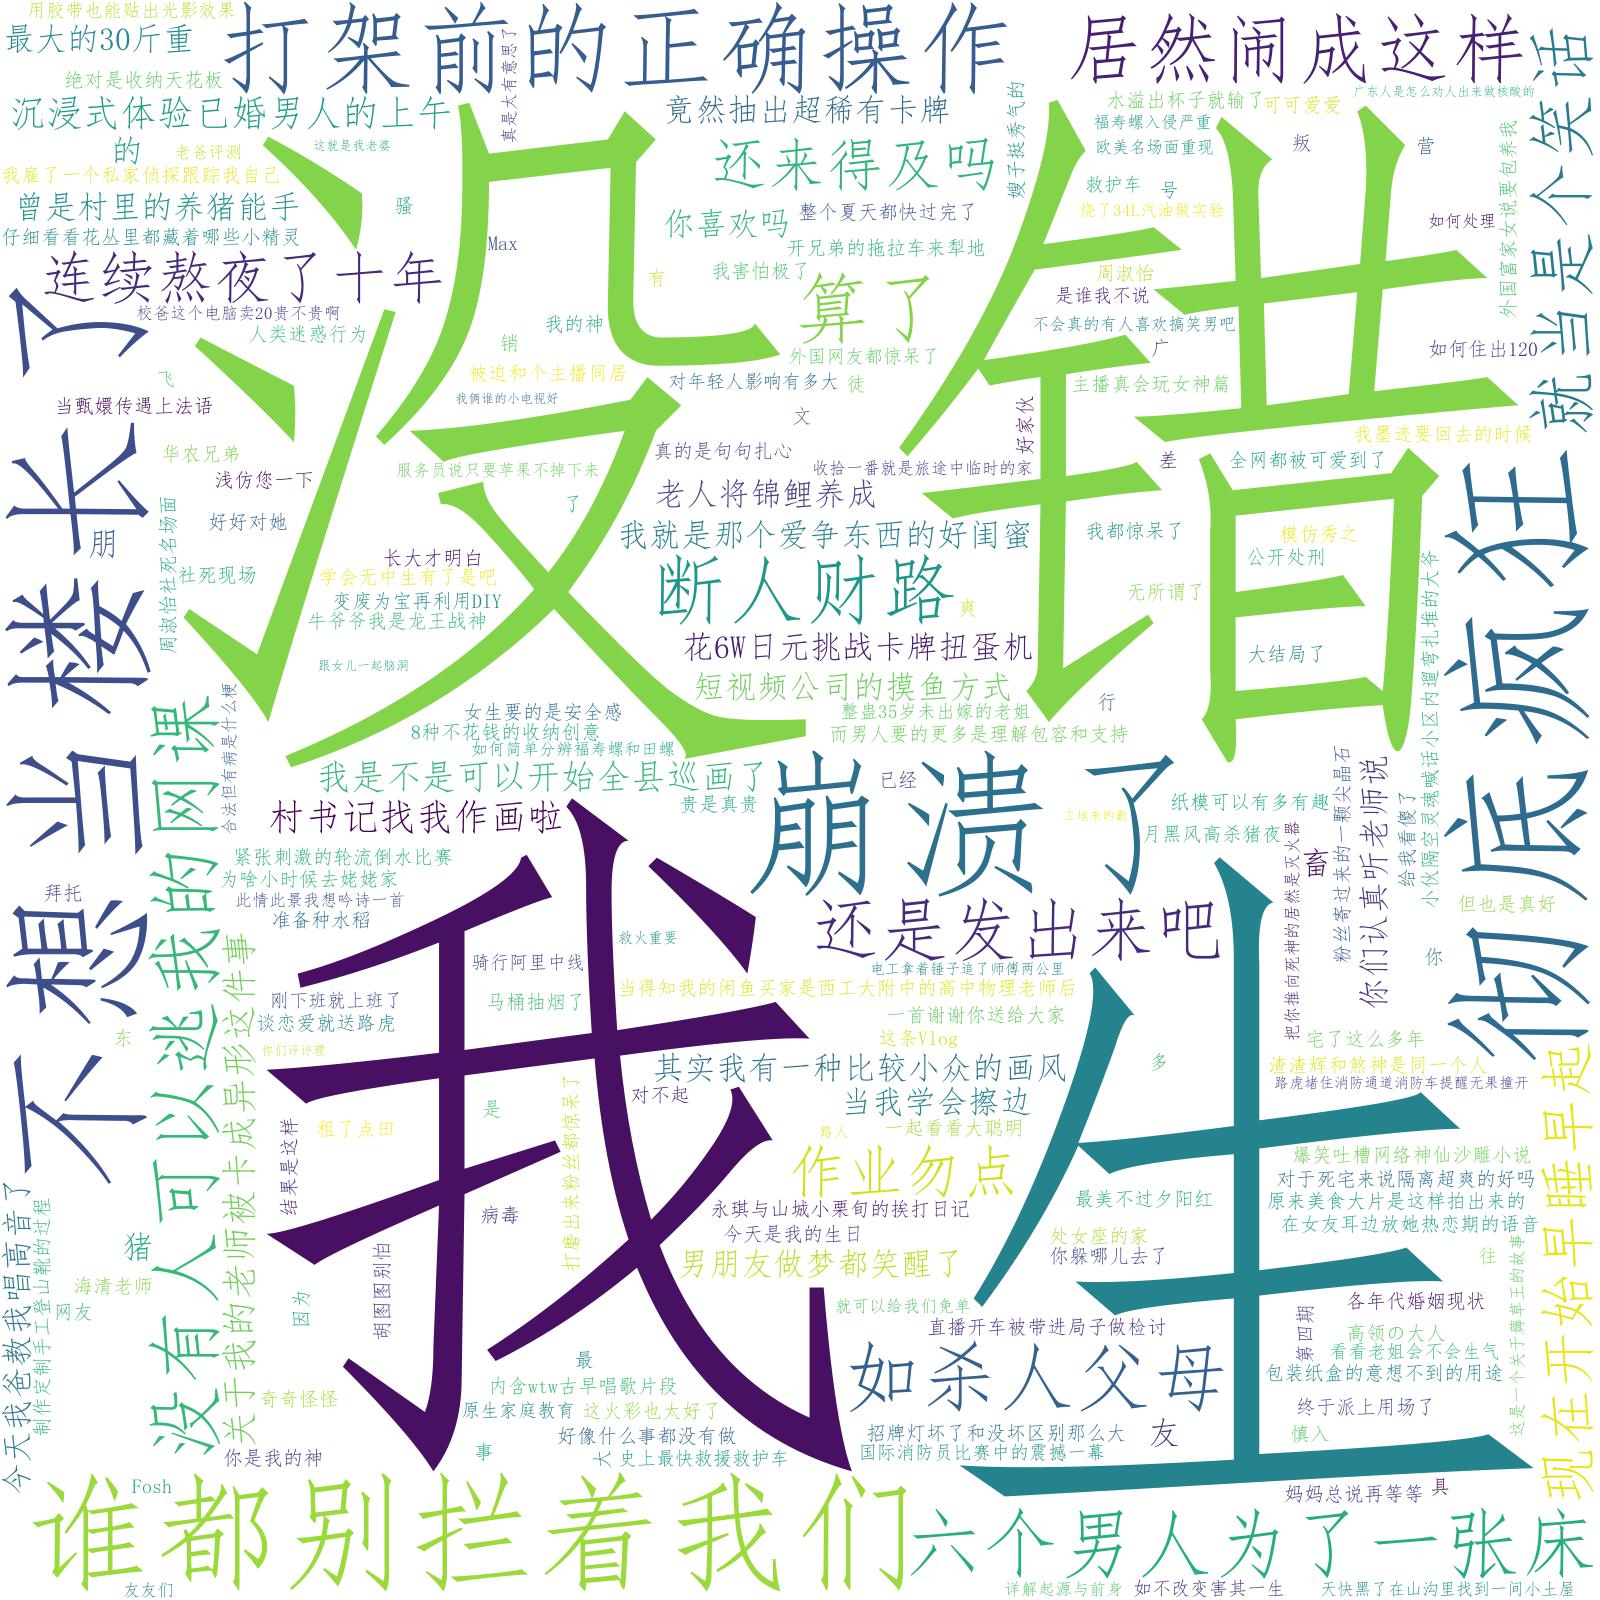 用胶带也能贴出光影效果
最大的30斤重
绝对是收纳天花板
打架前的正确操作
真是大有意思了
居然闹成这样
就当是个笑话
沉浸式体验已婚男人的上午
的
老爸评测
这就是我老婆
我雇了一个私家侦探跟踪我自己
曾是村里的养猪能手
仔细看看花丛里都藏着哪些小精灵
连续熬夜了十年
校爸这个电脑卖20贵不贵啊
人类迷惑行为
飞
当甄嬛传遇上法语
华农兄弟
浅仿您一下
好好对她
朋
社死现场
周淑怡社死名场面
不想当楼长了
没错
骚
Max
有
我的神
销
被迫和个主播同居
我俩谁的小电视好
竟然抽出超稀有卡牌
还来得及吗
嫂子挺秀气的
你喜欢吗
整个夏天都快过完了
开兄弟的拖拉车来犁地
我害怕极了
算了
外国网友都惊呆了
对年轻人影响有多大
徒
文
真的是句句扎心
收拾一番就是旅途中临时的家
好家伙
水溢出杯子就输了
可可爱爱
广东人是怎么劝人出来做核酸的
福寿螺入侵严重
欧美名场面重现
叛
营
救护车
号
烧了34L汽油做实验
如何处理
外国富家女说要包养我
周淑怡
是谁我不说
不会真的有人喜欢搞笑男吧
广
如何住出120
主播真会玩女神篇
我墨迹要回去的时候
差
全网都被可爱到了
服务员说只要苹果不掉下来
了
长大才明白
学会无中生有了是吧
变废为宝再利用DIY
牛爷爷我是龙王战神
跟女儿一起脑洞
老人将锦鲤养成
我就是那个爱争东西的好闺蜜
断人财路
爽
花6W日元挑战卡牌扭蛋机
短视频公司的摸鱼方式
整蛊35岁未出嫁的老姐
而男人要的更多是理解包容和支持
行
我都惊呆了
模仿秀之
公开处刑
无所谓了
大结局了
小伙隔空灵魂喊话小区内遛弯扎堆的大爷
彻底疯狂
女生要的是安全感
8种不花钱的收纳创意
如何简单分辨福寿螺和田螺
我是不是可以开始全县巡画了
贵是真贵
村书记找我作画啦
合法但有病是什么梗
没有人可以逃我的网课
关于我的老师被卡成异形这件事
紧张刺激的轮流倒水比赛
为啥小时候去姥姥家
此情此景我想吟诗一首
准备种水稻
拜托
东
崩溃了
已经
工地来的勤
还是发出来吧
纸模可以有多有趣
月黑风高杀猪夜
把你推向死神的居然是灭火器
畜
粉丝寄过来的一颗尖晶石
你们认真听老师说
给我看傻了
但也是真好
你
我
生
救火重要
骑行阿里中线
马桶抽烟了
刚下班就上班了
谈恋爱就送路虎
你们评评理
电工拿着锤子追了师傅两公里
当得知我的闲鱼买家是西工大附中的高中物理老师后
一首谢谢你送给大家
这条Vlog
其实我有一种比较小众的画风
对不起
当我学会擦边
一起看看大聪明
多
宅了这么多年
渣渣辉和煞神是同一个人
路虎堵住消防通道消防车提醒无果撞开
现在开始早睡早起
结果是这样
租了点田
是
打磨出来粉丝都惊呆了
病毒
路人
作业勿点
永琪与山城小栗旬的挨打日记
今天是我的生日
男朋友做梦都笑醒了
最美不过夕阳红
处女座的家
你躲哪儿去了
爆笑吐槽网络神仙沙雕小说
对于死宅来说隔离超爽的好吗
原来美食大片是这样拍出来的
在女友耳边放她热恋期的语音
往
今天我爸教我唱高音了
制作定制手工登山靴的过程
猪
海清老师
网友
因为
胡图图别怕
就可以给我们免单
直播开车被带进局子做检讨
如杀人父母
第四期
各年代婚姻现状
高领の大人
看看老姐会不会生气
包装纸盒的意想不到的用途
这是一个关于薅草王的故事
终于派上用场了
慎入
奇奇怪怪
你是我的神
最
内含wtw古早唱歌片段
原生家庭教育
这火彩也太好了
好像什么事都没有做
事
大
史上最快救援救护车
招牌灯坏了和没坏区别那么大
国际消防员比赛中的震撼一幕
友
妈妈总说再等等
具
谁都别拦着我们
Fosh
友友们
六个男人为了一张床
详解起源与前身
如不改变害其一生
天快黑了在山沟里找到一间小土屋